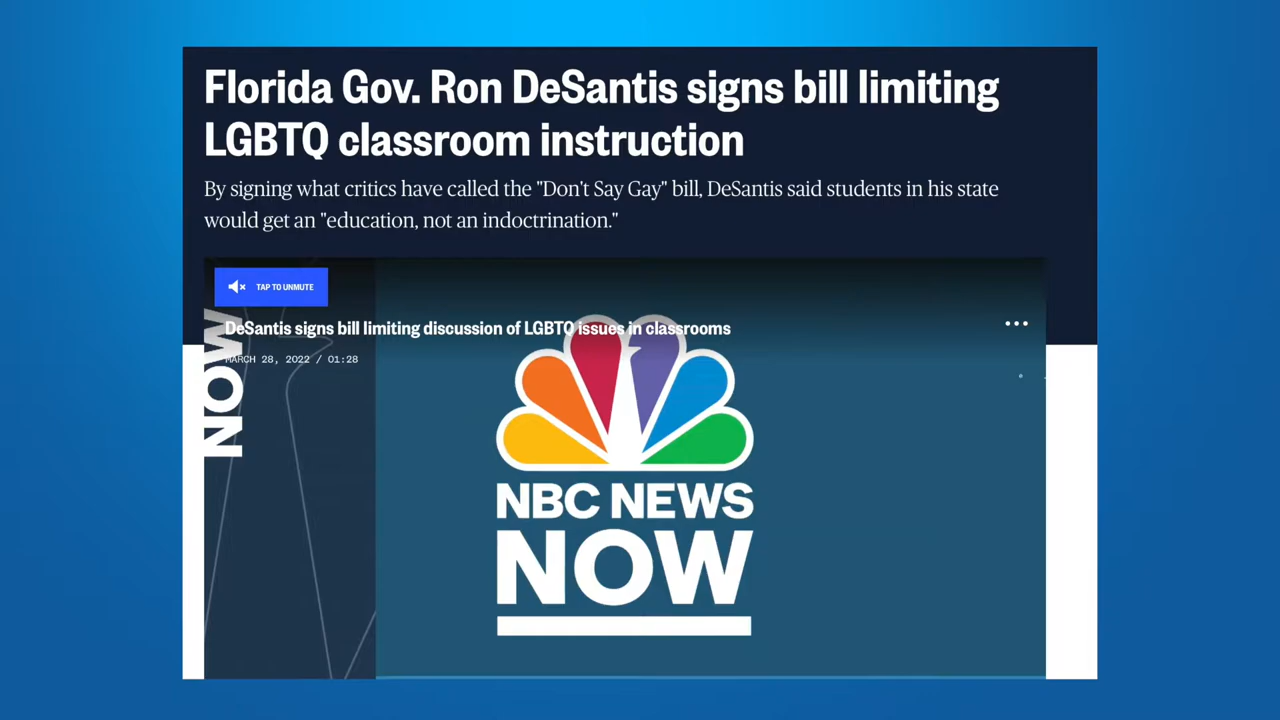 Florida Gov. Ron DeSantis signs bill limiting
LGBTQ classroom instruction
By signing what critics have called the "Don't Say Gay" bill, DeSantis said students in his state
would get an "education, not an indoctrination."
TAP TO UNMUTE
DeSantis signs bill limiting discussion of LGBTQ issues in classrooms
MARCH 28, 2022 / 01:28
NOW
NBC NEWS
NOW